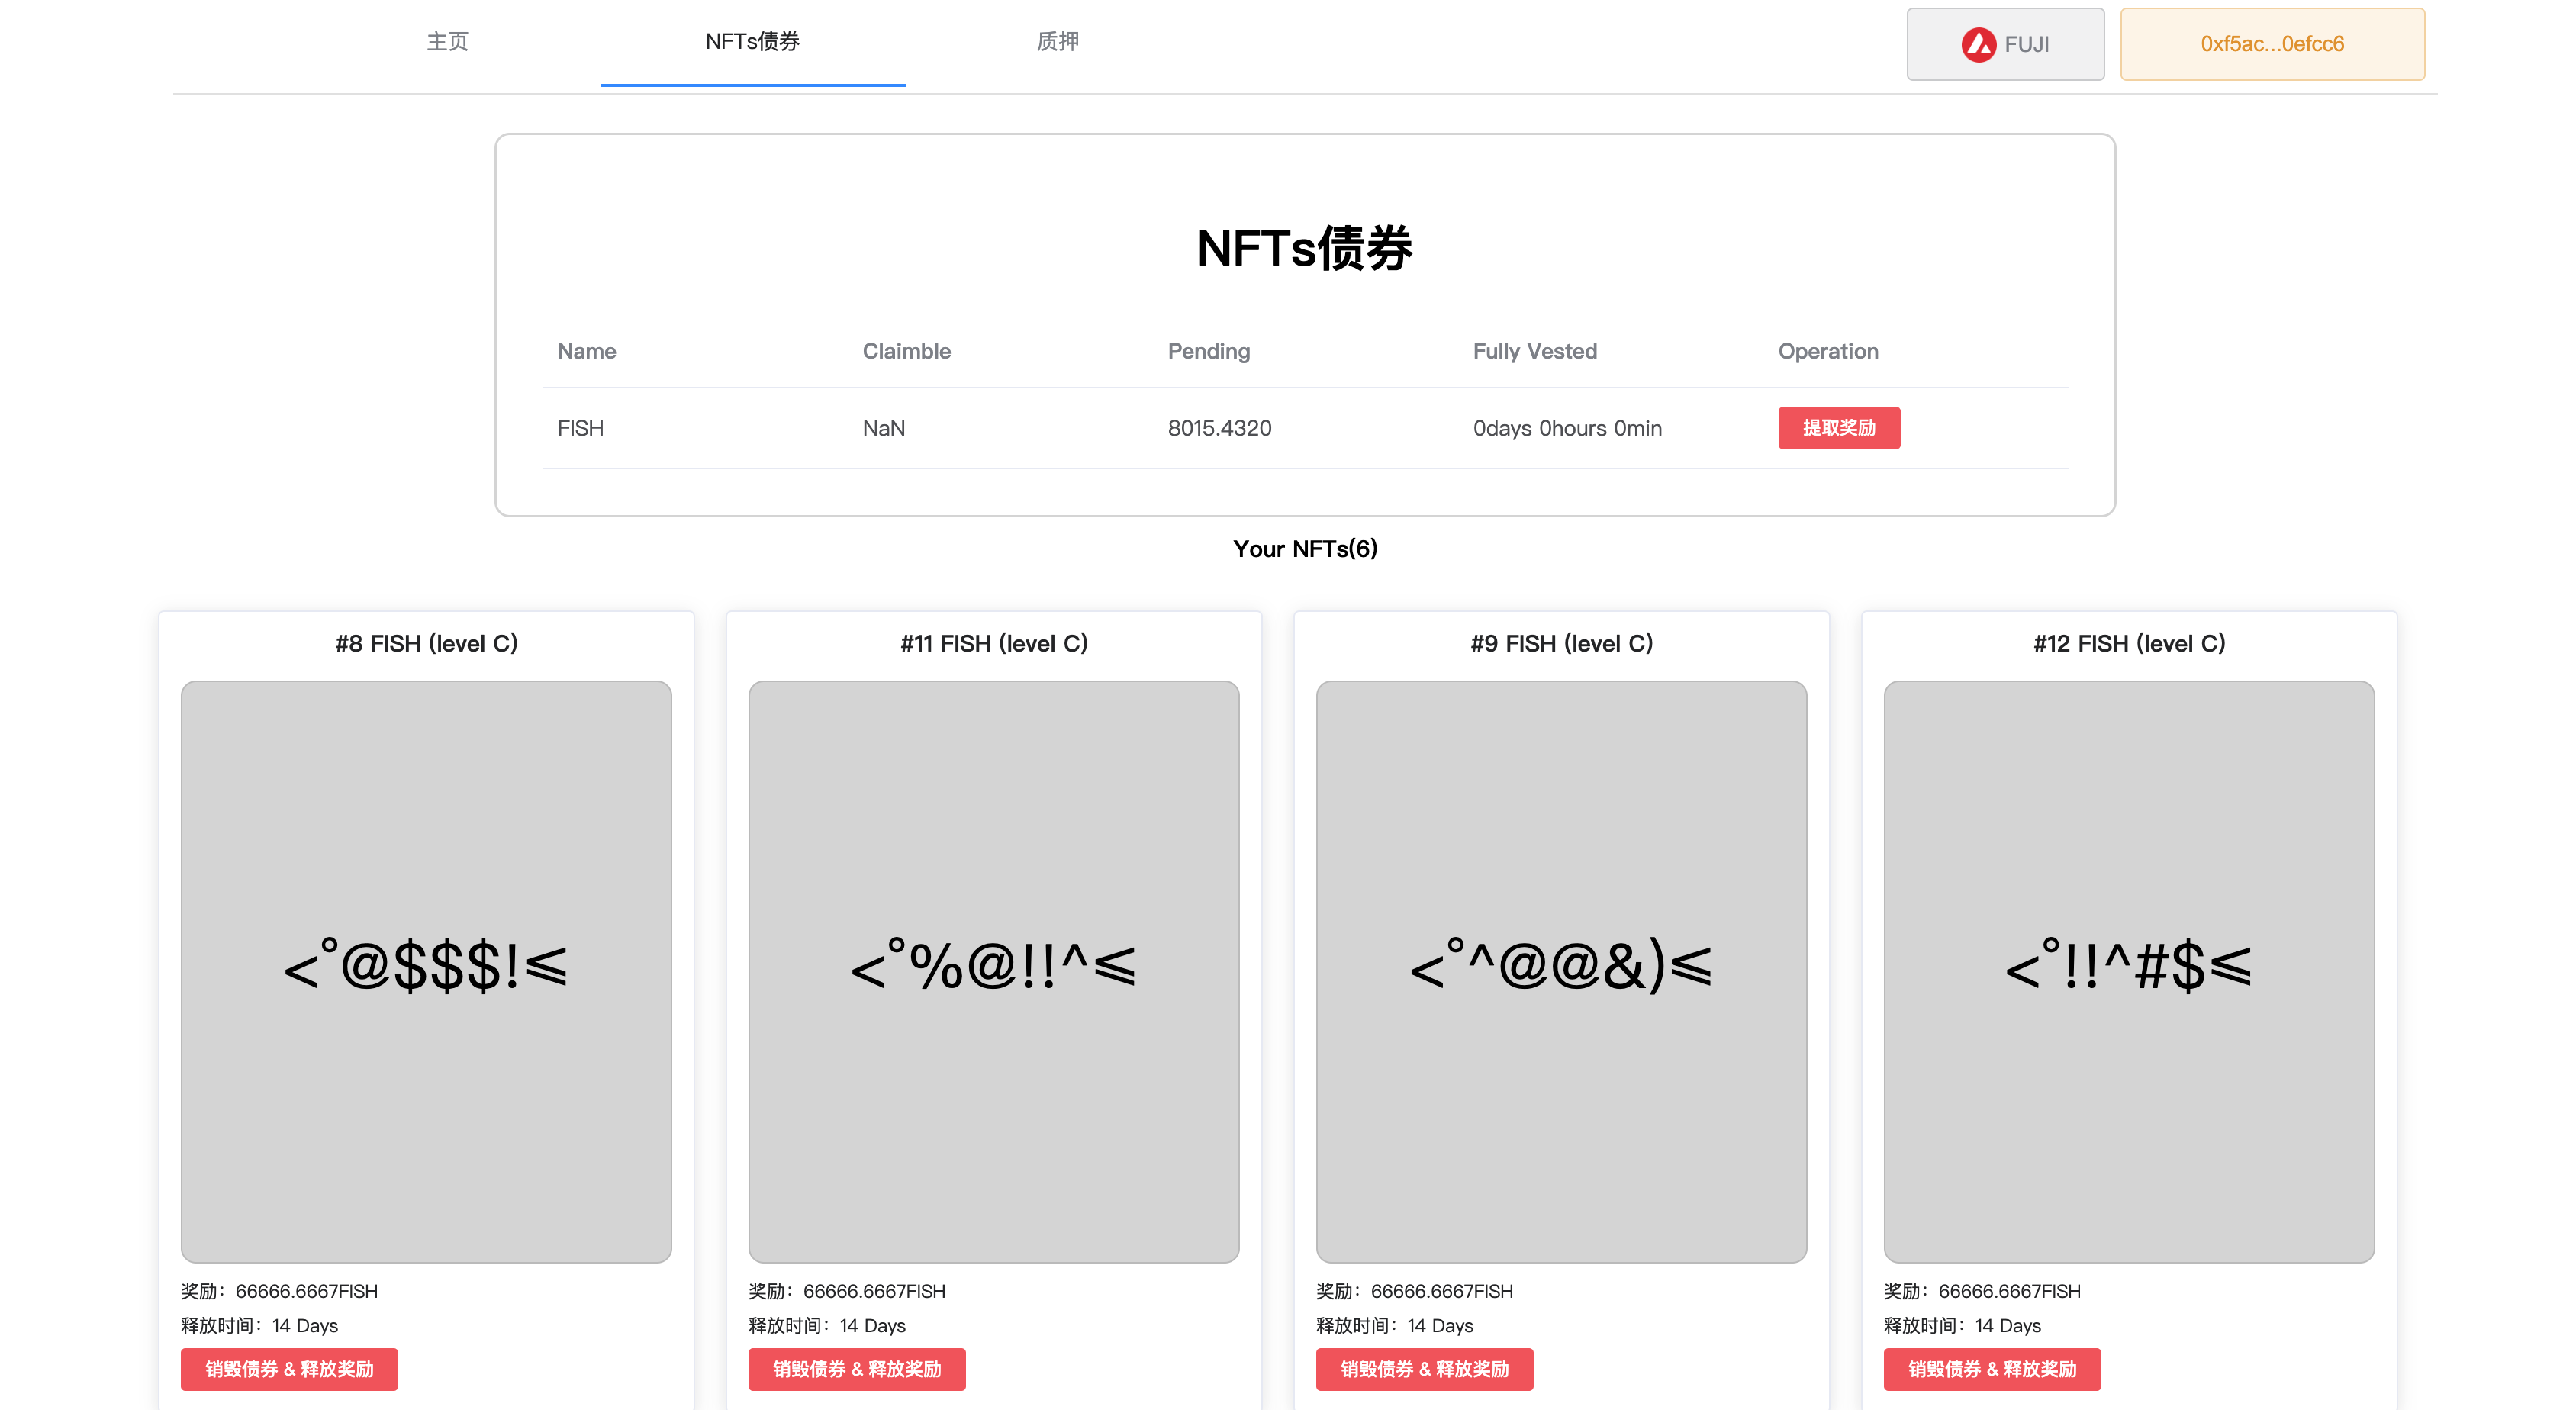 主页 NFTs债券 质押 FUJI 0xf5ac...0efcc6
NFTs债券
Name Claimble Pending Fully Vested Operation
FISH NaN 8015.4320 0days 0hours 0min 提取奖励
Your NFTs(6)
#8 FISH (level C)
<°@$$$!⩽
奖励：66666.6667FISH
释放时间：14 Days
销毁债券 & 释放奖励
#11 FISH (level C)
<°%@!!^⩽
奖励：66666.6667FISH
释放时间：14 Days
销毁债券 & 释放奖励
#9 FISH (level C)
<°^@@&)⩽
奖励：66666.6667FISH
释放时间：14 Days
销毁债券 & 释放奖励
#12 FISH (level C)
<°!!^#$⩽
奖励：66666.6667FISH
释放时间：14 Days
销毁债券 & 释放奖励